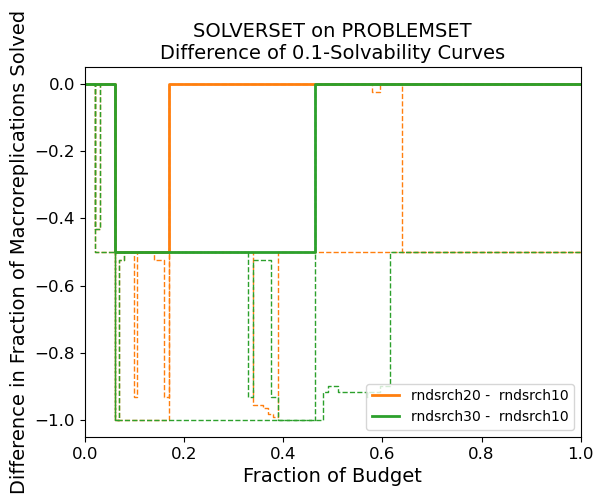 SOLVERSET on PROBLEMSET
Difference of 0.1-Solvability Curves
Difference in Fraction of Macroreplications Solved
0.0
−0.2
−0.4
−0.6
−0.8
−1.0
rndsrch20 - rndsrch10
rndsrch30 - rndsrch10
0.0 0.2 0.4 0.6 0.8 1.0
Fraction of Budget